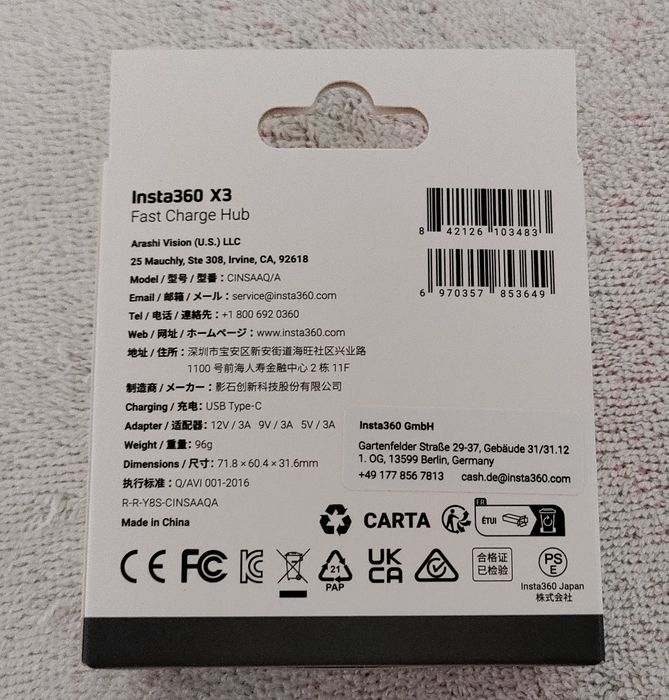 Insta360 X3
Fast Charge Hub
Arashi Vision (U.S.) LLC
25 Mauchly, Ste 308, Irvine, CA, 92618
Model / 型号 / 型番：CINSAAQ/A
Email / 邮箱 / メール：service@insta360.com
Tel / 电话 / 連絡先：+1 800 692 0360
Web / 网址 / ホームページ：www.insta360.com
地址 / 住所：深圳市宝安区新安街道海旺社区兴业路
1100 号前海人寿金融中心 2 栋 11F
制造商 / メーカー：影石创新科技股份有限公司
Charging / 充电: USB Type-C
Adapter / 适配器: 12V / 3A 9V / 3A 5V / 3A
Weight / 重量: 96g
Dimensions / 尺寸: 71.8 × 60.4 × 31.6mm
执行标准：Q/AVI 001-2016
R-R-Y8S-CINSAAQA
Made in China
8 42126 103483
6 970357 853649
Insta360 GmbH
Gartenfelder Straße 29-37, Gebäude 31/31.12
1. OG, 13599 Berlin, Germany
+49 177 856 7813 cash.de@insta360.com
CARTA
FR
ÉTUI
CE FC KC
21
PAP
UK
CA
合格证
已检验
PS
E
Insta360 Japan
株式会社